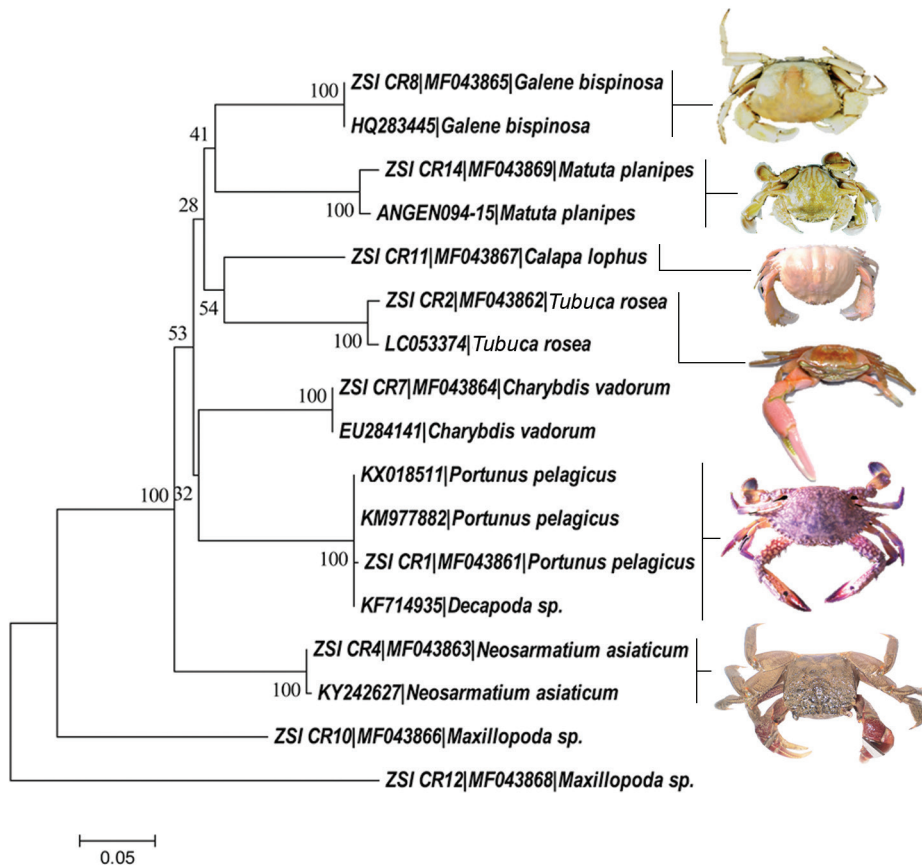 100
ZSI CR8|MF043865|Galene bispinosa
HQ283445|Galene bispinosa
41
ZSI CR14|MF043869|Matuta planipes
100
ANGEN094-15|Matuta planipes
28
ZSI CR11|MF043867|Calapa lophus
54
ZSI CR2|MF043862|Tubuca rosea
100
LC053374|Tubuca rosea
53
ZSI CR7|MF043864|Charybdis vadorum
100
EU284141|Charybdis vadorum
KX018511|Portunus pelagicus
100
32
KM977882|Portunus pelagicus
ZSI CR1|MF043861|Portunus pelagicus
100
KF714935|Decapoda sp.
ZSI CR4|MF043863|Neosarmatium asiaticum
100
KY242627|Neosarmatium asiaticum
ZSI CR10|MF043866|Maxillopoda sp.
ZSI CR12|MF043868|Maxillopoda sp.
0.05